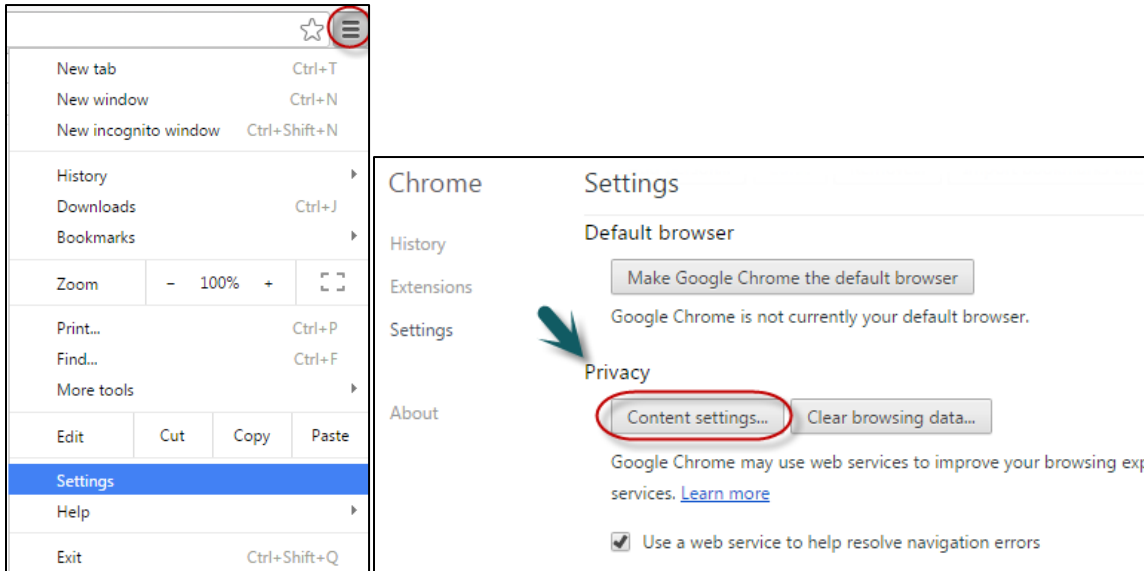 New tab Ctrl+T
New window Ctrl+N
New incognito window Ctrl+Shift+N
History
Downloads Ctrl+J
Bookmarks
Zoom - 100% +
Print... Ctrl+P
Find... Ctrl+F
More tools
Edit Cut Copy Paste
Settings
Help
Exit Ctrl+Shift+Q
Chrome
History
Extensions
Settings
About
Settings
Default browser
Make Google Chrome the default browser
Google Chrome is not currently your default browser.
Privacy
Content settings... Clear browsing data...
Google Chrome may use web services to improve your browsing exp
services. Learn more
Use a web service to help resolve navigation errors